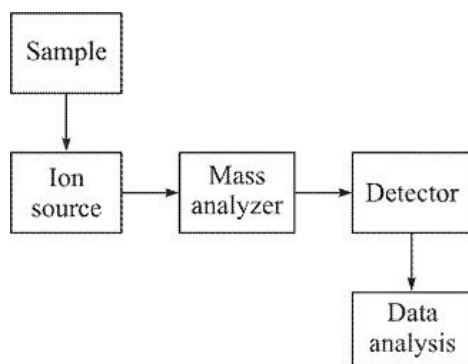 Sample
Ion
source
Mass
analyzer
Detector
Data
analysis